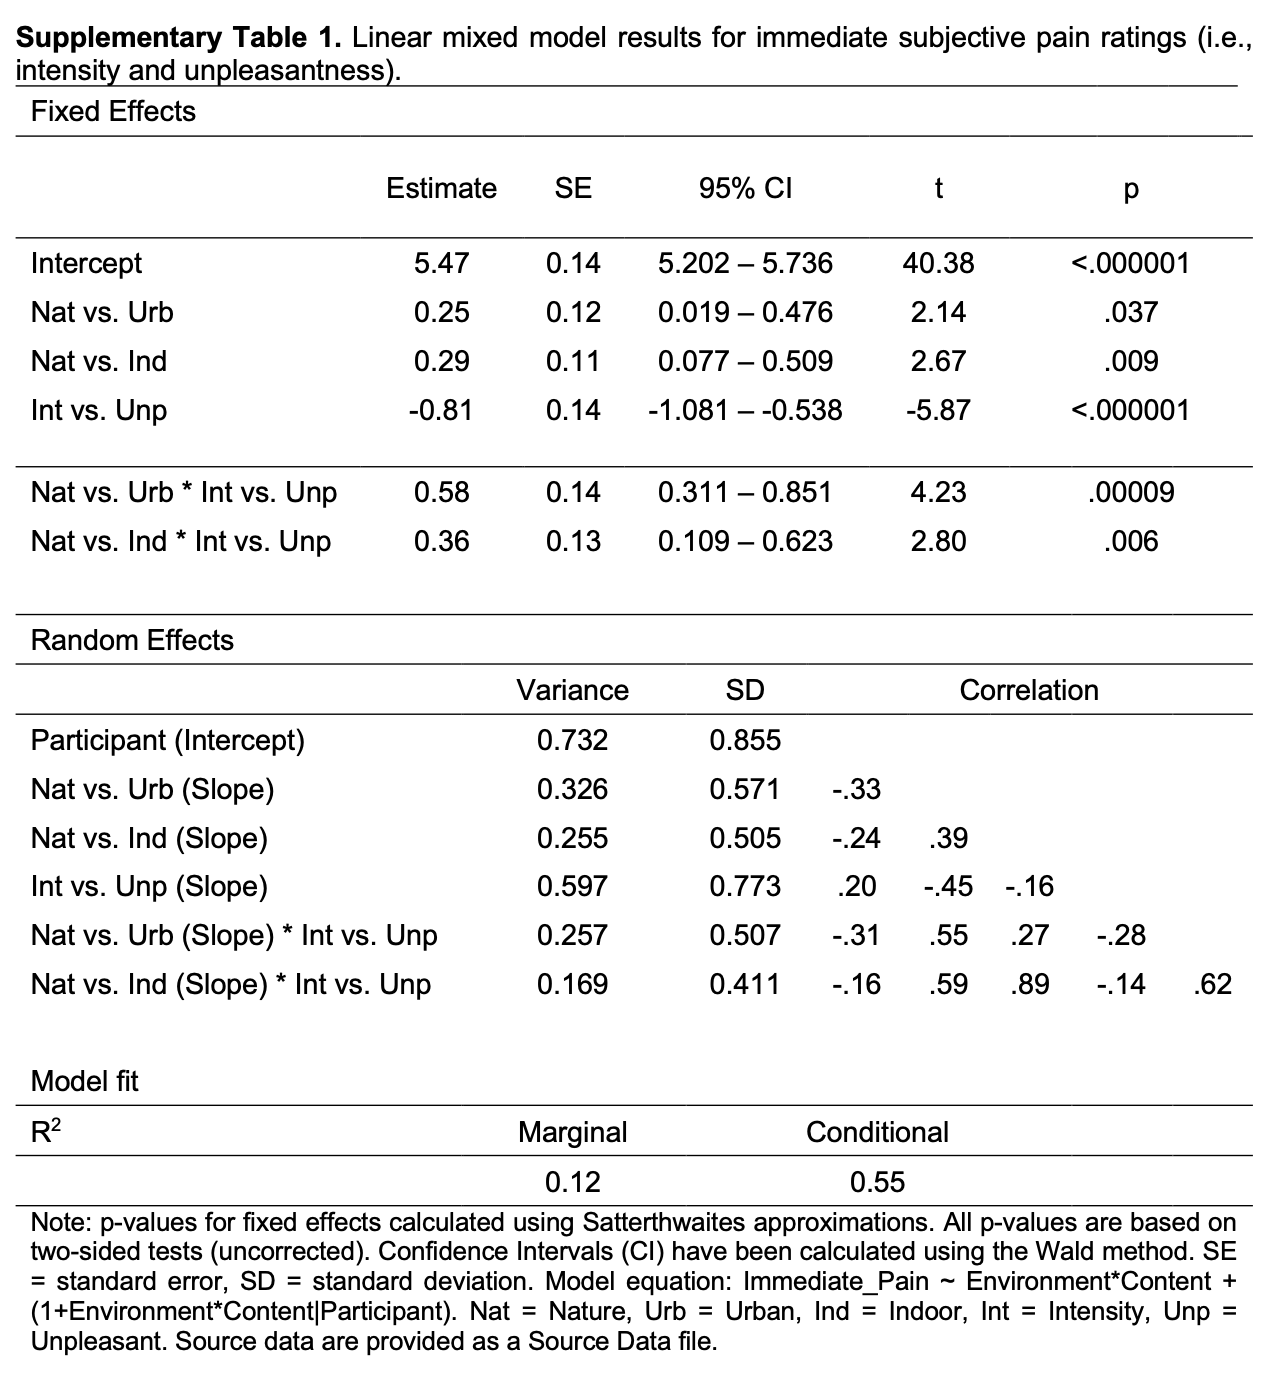 Supplementary Table 1. Linear mixed model results for immediate subjective pain ratings (i.e.,
intensity and unpleasantness).
Fixed Effects
Estimate SE 95% CI t p
Intercept 5.47 0.14 5.202 – 5.736 40.38 <.000001
Nat vs. Urb 0.25 0.12 0.019 – 0.476 2.14 .037
Nat vs. Ind 0.29 0.11 0.077 – 0.509 2.67 .009
Int vs. Unp -0.81 0.14 -1.081 – -0.538 -5.87 <.000001
Nat vs. Urb * Int vs. Unp 0.58 0.14 0.311 – 0.851 4.23 .00009
Nat vs. Ind * Int vs. Unp 0.36 0.13 0.109 – 0.623 2.80 .006
Random Effects
Variance SD Correlation
Participant (Intercept) 0.732 0.855
Nat vs. Urb (Slope) 0.326 0.571 -.33
Nat vs. Ind (Slope) 0.255 0.505 -.24 .39
Int vs. Unp (Slope) 0.597 0.773 .20 -.45 -.16
Nat vs. Urb (Slope) * Int vs. Unp 0.257 0.507 -.31 .55 .27 -.28
Nat vs. Ind (Slope) * Int vs. Unp 0.169 0.411 -.16 .59 .89 -.14 .62
Model fit
R² Marginal Conditional
0.12 0.55
Note: p-values for fixed effects calculated using Satterthwaites approximations. All p-values are based on
two-sided tests (uncorrected). Confidence Intervals (CI) have been calculated using the Wald method. SE
= standard error, SD = standard deviation. Model equation: Immediate_Pain ~ Environment*Content +
(1+Environment*Content|Participant). Nat = Nature, Urb = Urban, Ind = Indoor, Int = Intensity, Unp =
Unpleasant. Source data are provided as a Source Data file.